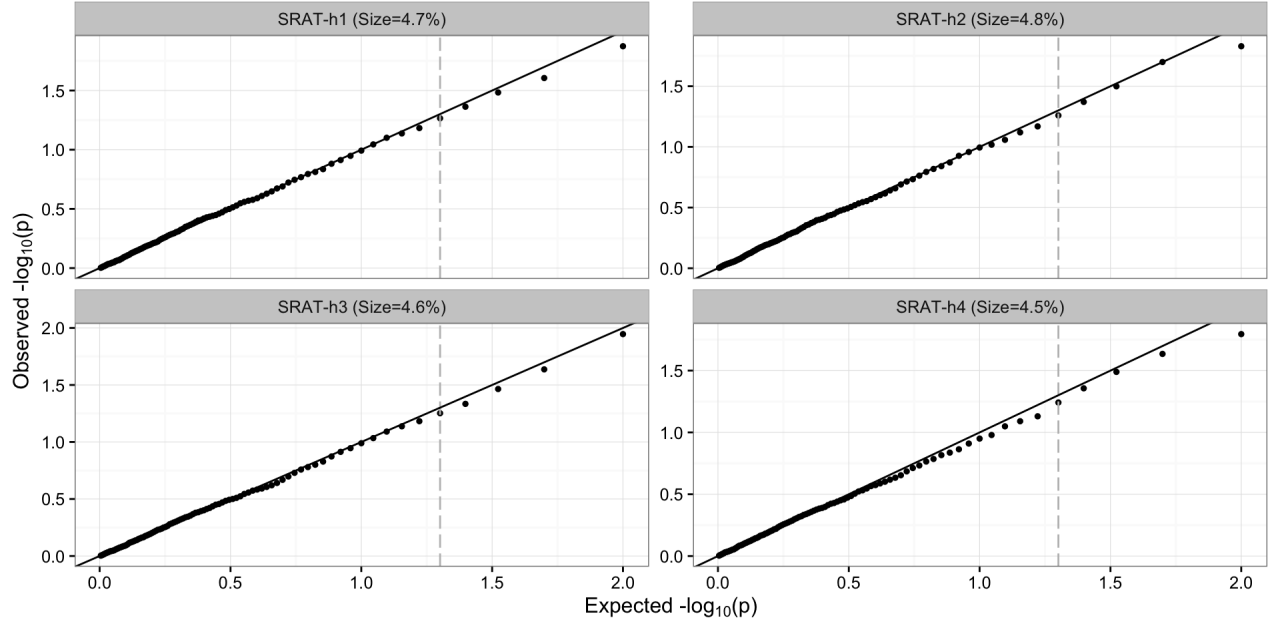 SRAT-h1 (Size=4.7%)
SRAT-h2 (Size=4.8%)
1.5
1.0
0.5
0.0
1.5
1.0
0.5
0.0
SRAT-h3 (Size=4.6%)
SRAT-h4 (Size=4.5%)
2.0
1.5
1.0
0.5
0.0
1.5
1.0
0.5
0.0
0.0 0.5 1.0 1.5 2.0
0.0 0.5 1.0 1.5 2.0
Expected -log10(p)
Observed -log10(p)